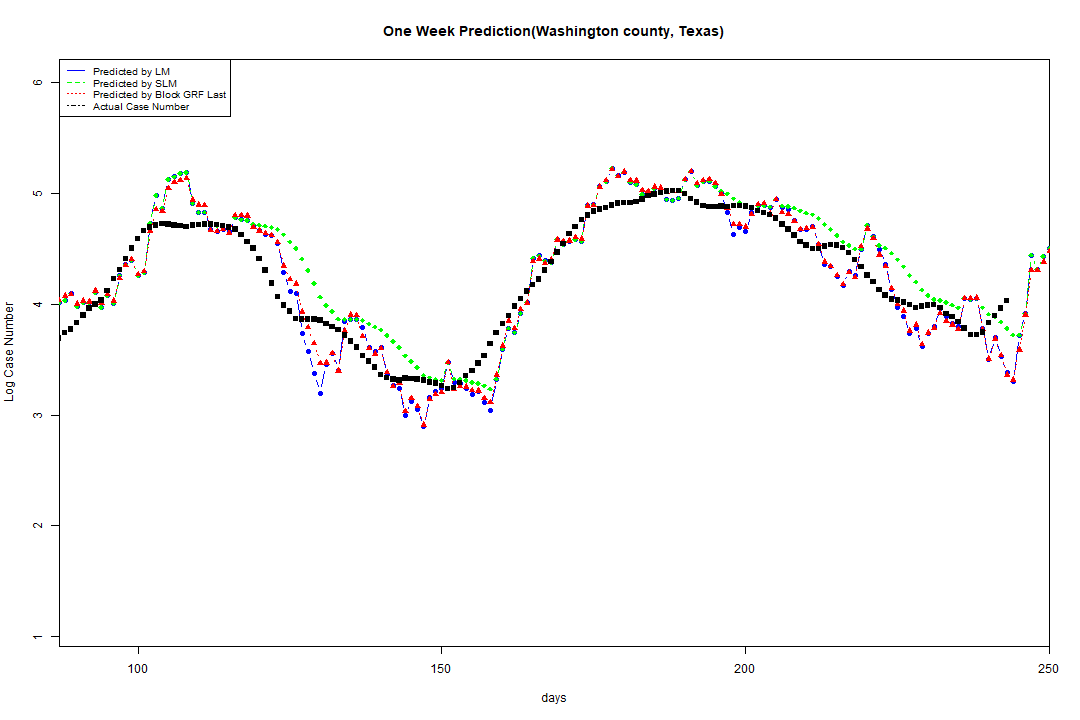 One Week Prediction(Washington county, Texas)
Predicted by LM
Predicted by SLM
Predicted by Block GRF Last
Actual Case Number
6
5
4
3
2
1
Log Case Number
100 150 200 250
days